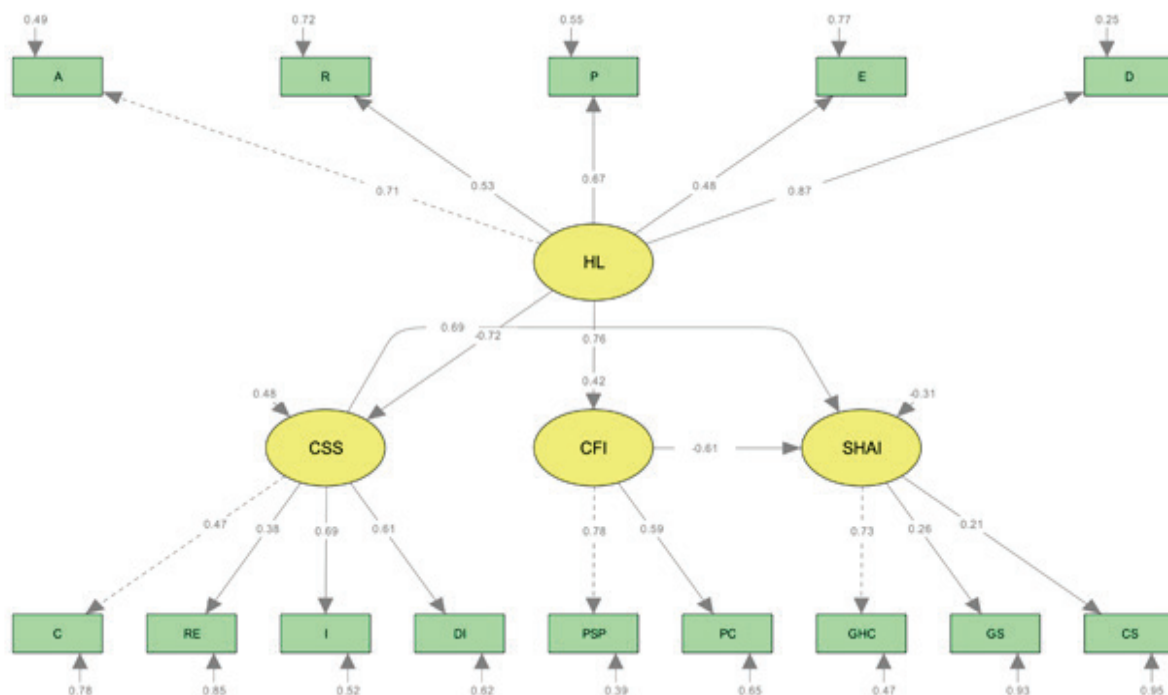 0.49 0.72 0.55 0.77 0.25
A R P E D
0.71 0.53 0.67 0.48 0.87
HL
0.69 -0.72 0.76
0.48 0.42 -0.31
CSS CFI -0.61 SHAI
0.47 0.38 0.69 0.61 0.78 0.59 0.73 0.26 0.21
C RE I DI PSP PC GHC GS CS
0.78 0.85 0.52 0.62 0.39 0.65 0.47 0.93